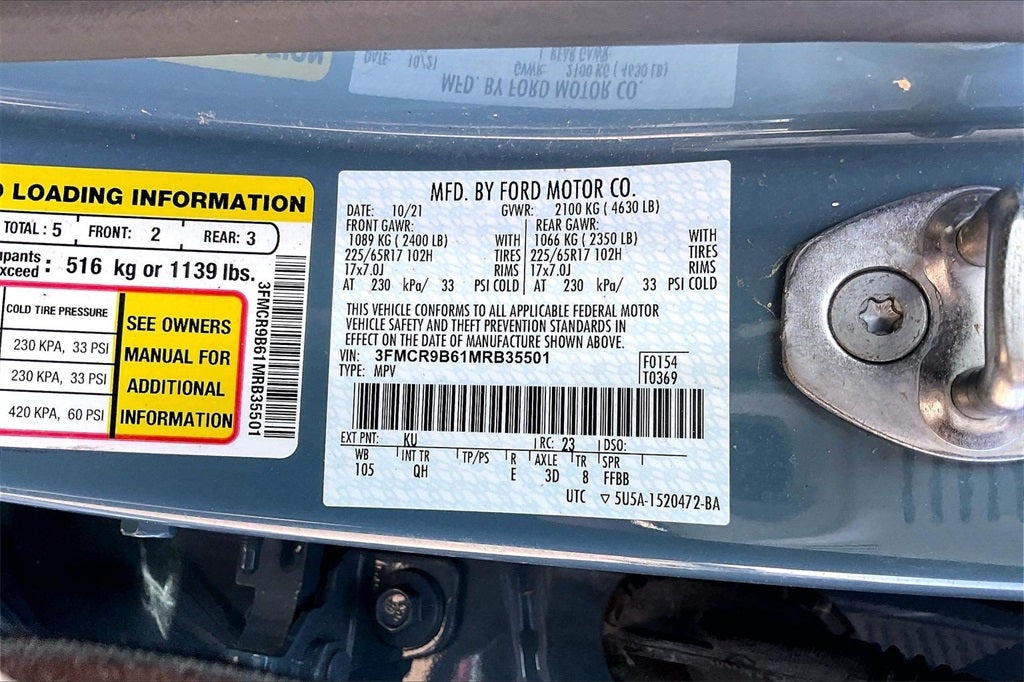 LOADING INFORMATION
TOTAL : 5 FRONT: 2 REAR: 3
exceed : 516 kg or 1139 lbs.
COLD TIRE PRESSURE
230 KPA, 33 PSI
230 KPA, 33 PSI
420 KPA, 60 PSI
SEE OWNERS
MANUAL FOR
ADDITIONAL
INFORMATION
3FMCR9B61MRB35501
MFD. BY FORD MOTOR CO.
DATE: 10/21 GVWR: 2100 KG ( 4630 LB)
FRONT GAWR: REAR GAWR:
1089 KG ( 2400 LB) WITH 1066 KG ( 2350 LB) WITH
225/65R17 102H TIRES 225/65R17 102H TIRES
17x7.0J RIMS 17x7.0J RIMS
AT 230 kPa/ 33 PSI COLD AT 230 kPa/ 33 PSI COLD
THIS VEHICLE CONFORMS TO ALL APPLICABLE FEDERAL MOTOR
VEHICLE SAFETY AND THEFT PREVENTION STANDARDS IN
EFFECT ON THE DATE OF MANUFACTURE SHOWN ABOVE.
VIN: 3FMCR9B61MRB35501 F0154
TYPE: MPV T0369
EXT PNT: KU RC: 23 DSO:
WB INT TR TP/PS R AXLE TR SPR
105 QH E 3D 8 FFBB
UTC ▽ 5U5A-1520472-BA